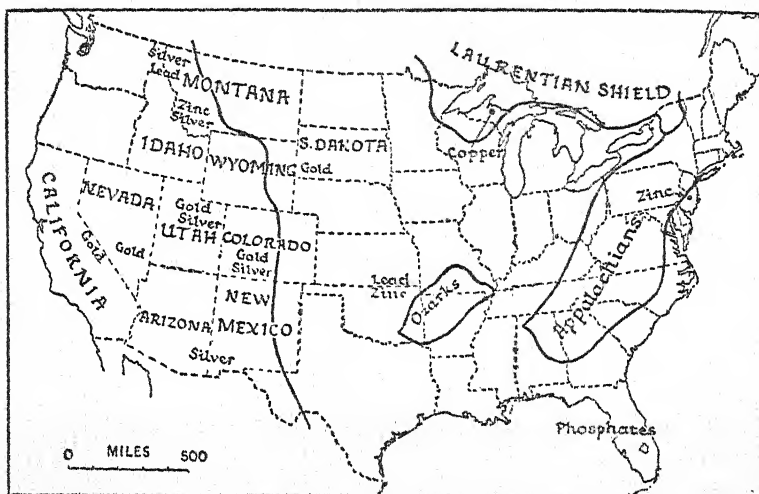 LAURENTIAN SHIELD
Silver
Lead
MONTANA
Zinc
Silver
IDAHO
WYOMING
S. DAKOTA
Gold
Copper
Zinc
NEVADA
CALIFORNIA
Gold
Gold
Gold
Silver
UTAH
COLORADO
Gold
Silver
Lead
Zinc
Ozarks
Appalachians
NEW
MEXICO
ARIZONA
Silver
Phosphates
0 MILES 500